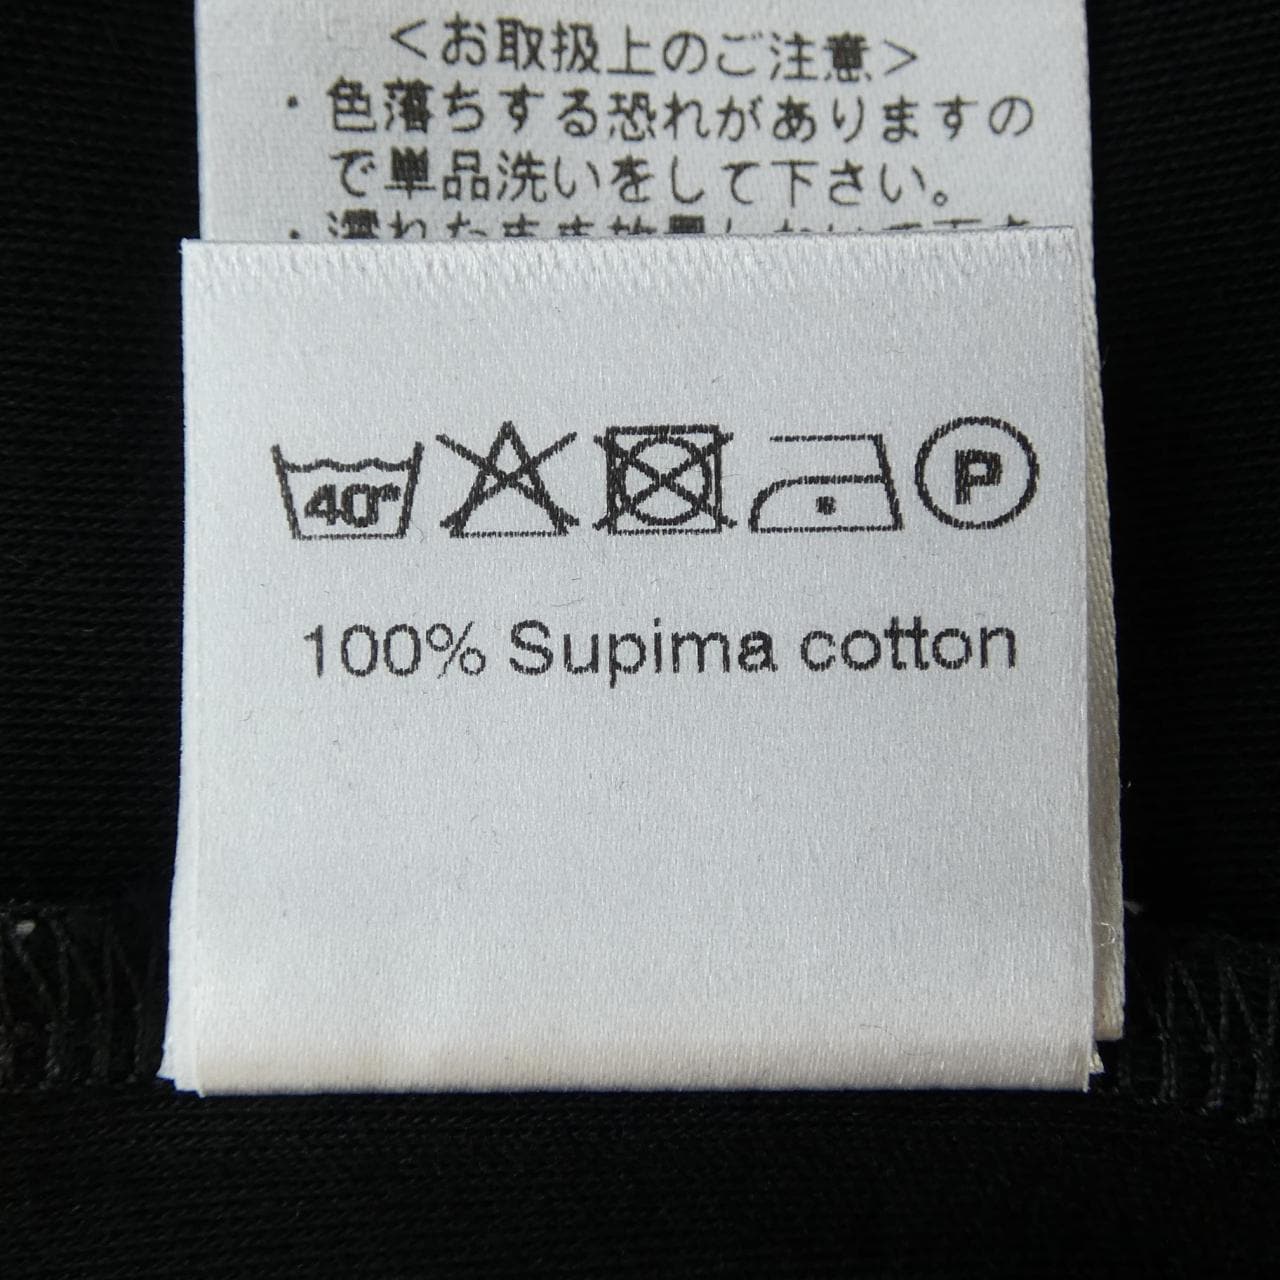 ＜お取扱上のご注意＞
・色落ちする恐れがありますの
で単品洗いをして下さい。
40°
P
100% Supima cotton